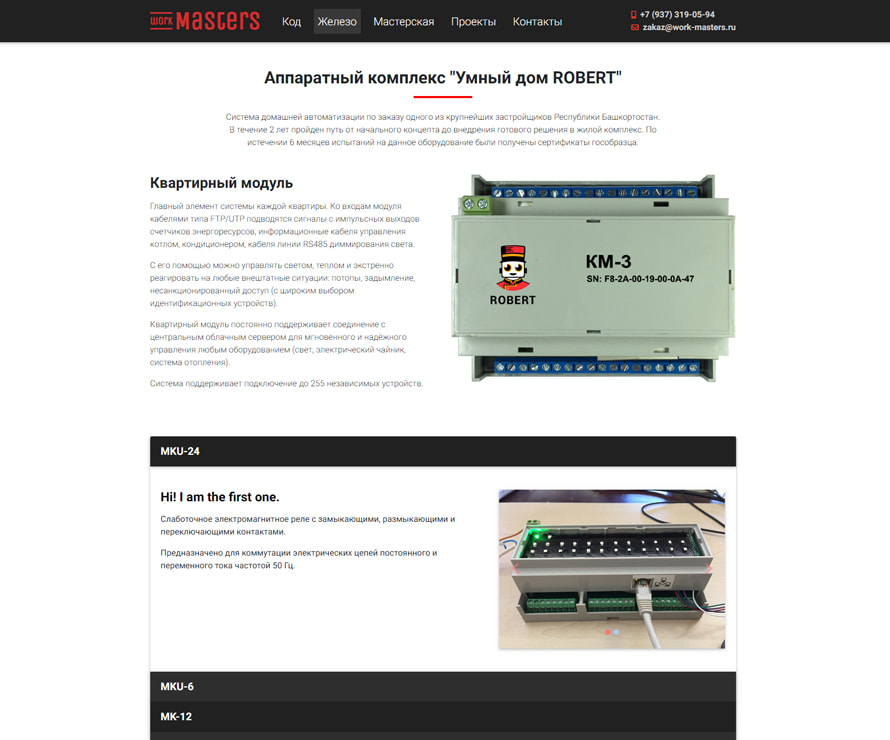 work masters
Код Железо Мастерская Проекты Контакты
+7 (937) 319-05-94
zakaz@work-masters.ru
Аппаратный комплекс "Умный дом ROBERT"
Система домашней автоматизации по заказу одного из крупнейших застройщиков Республики Башкортостан.
В течение 2 лет пройден путь от начального концепта до внедрения готового решения в жилой комплекс. По
истечении 6 месяцев испытаний на данное оборудование были получены сертификаты гособразца.
Квартирный модуль
Главный элемент системы каждой квартиры. Ко входам модуля
кабелями типа FTP/UTP подводятся сигналы с импульсных выходов
счетчиков энергоресурсов, информационные кабеля управления
котлом, кондиционером, кабеля линии RS485 диммирования света.
С его помощью можно управлять светом, теплом и экстренно
реагировать на любые внештатные ситуации: потопы, задымление,
несанкционированный доступ (с широким выбором
идентификационных устройств).
Квартирный модуль постоянно поддерживает соединение с
центральным облачным сервером для мгновенного и надёжного
управления любым оборудованием (свет, электрический чайник,
система отопления).
Система поддерживает подключение до 255 независимых устройств.
КМ-3
SN: F8-2A-00-19-00-0A-47
ROBERT
MKU-24
Hi! I am the first one.
Слаботочное электромагнитное реле с замыкающими, размыкающими и
переключающими контактами.
Предназначено для коммутации электрических цепей постоянного и
переменного тока частотой 50 Гц.
MKU-6
MK-12